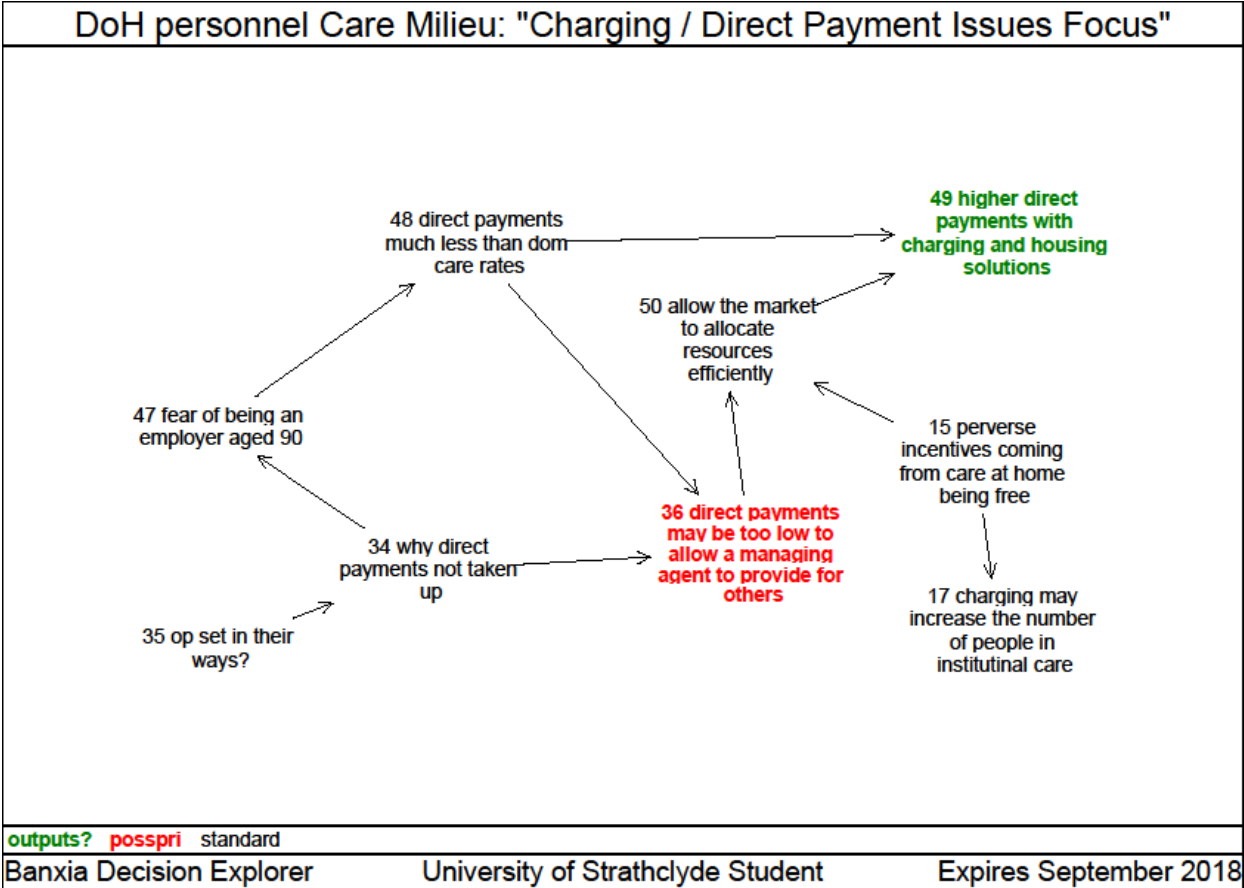 DoH personnel Care Milieu: "Charging / Direct Payment Issues Focus"
49 higher direct
payments with
charging and housing
solutions
48 direct payments
much less than dom
care rates
50 allow the market
to allocate
resources
efficiently
47 fear of being an
employer aged 90
15 perverse
incentives coming
from care at home
being free
36 direct payments
may be too low to
allow a managing
agent to provide for
others
34 why direct
payments not taken
up
17 charging may
increase the number
of people in
institutinal care
35 op set in their
ways?
outputs? posspri standard
Banxia Decision Explorer University of Strathclyde Student Expires September 2018